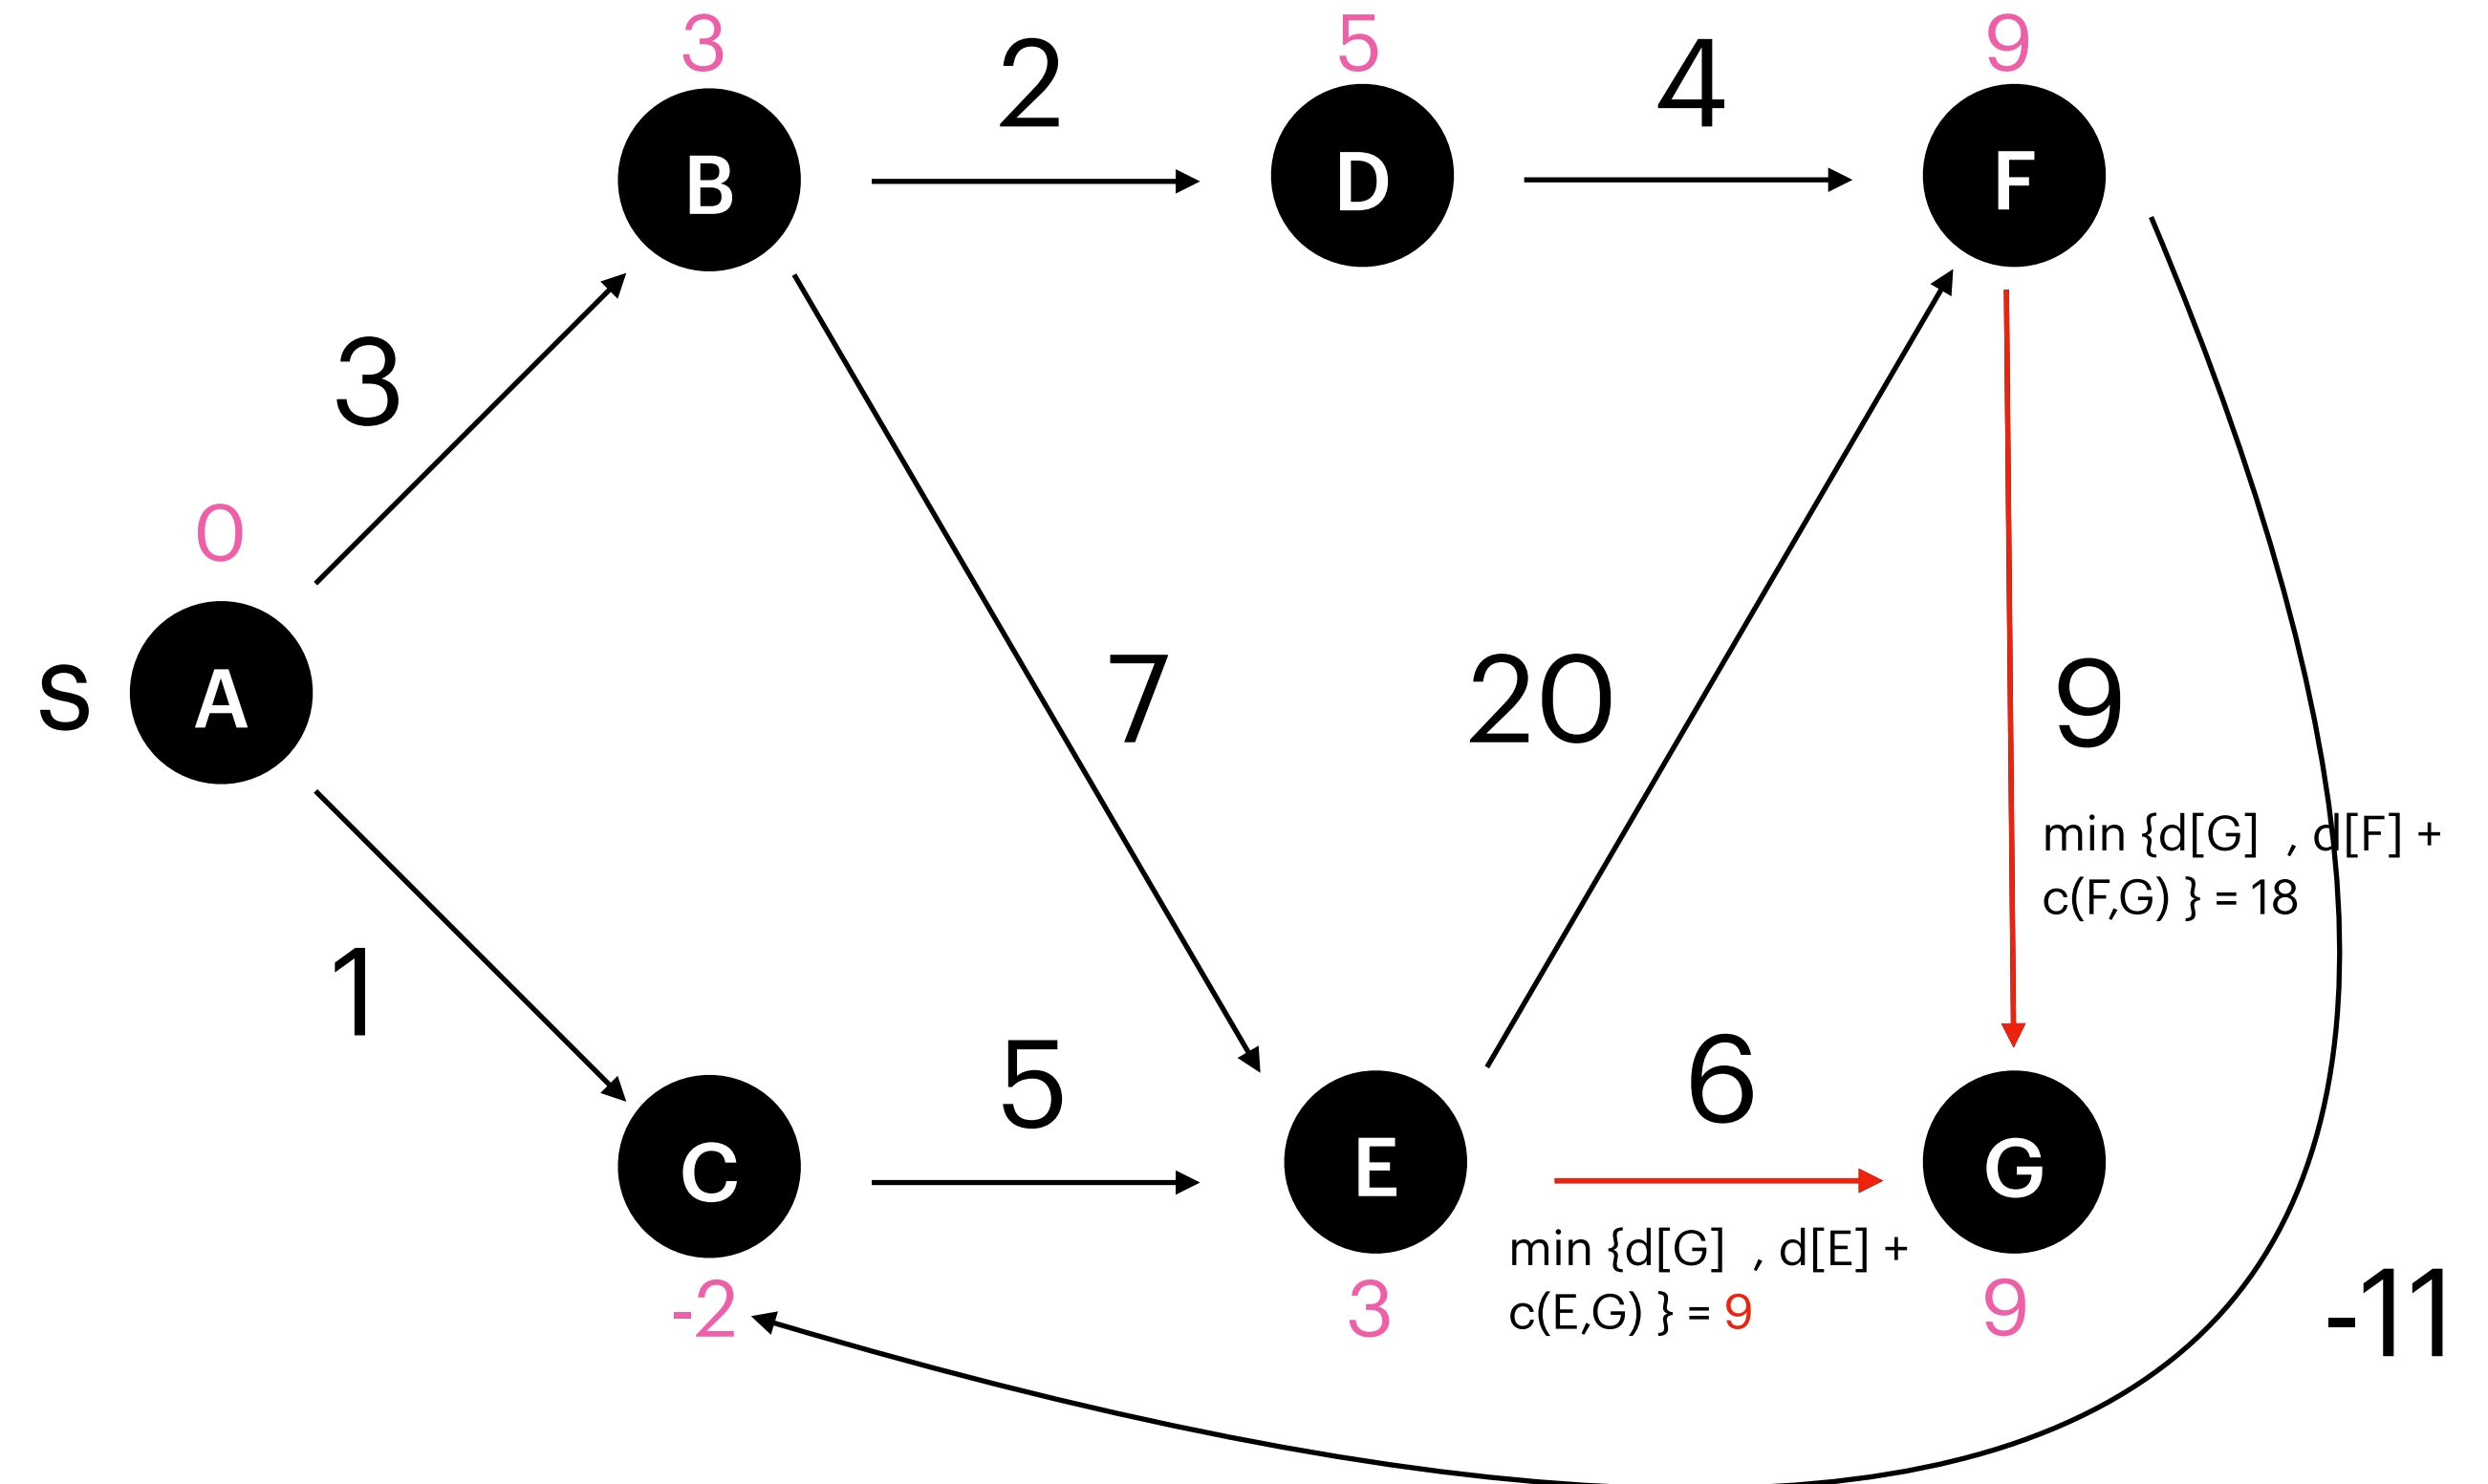 3
5
9
2
4
B
D
F
3
0
S
A
7
20
9
min {d[G] , d[F] +
c(F,G) } = 18
1
5
6
C
E
G
min {d[G] , d[E] +
c(E,G) } = 9
-2
3
9
-11